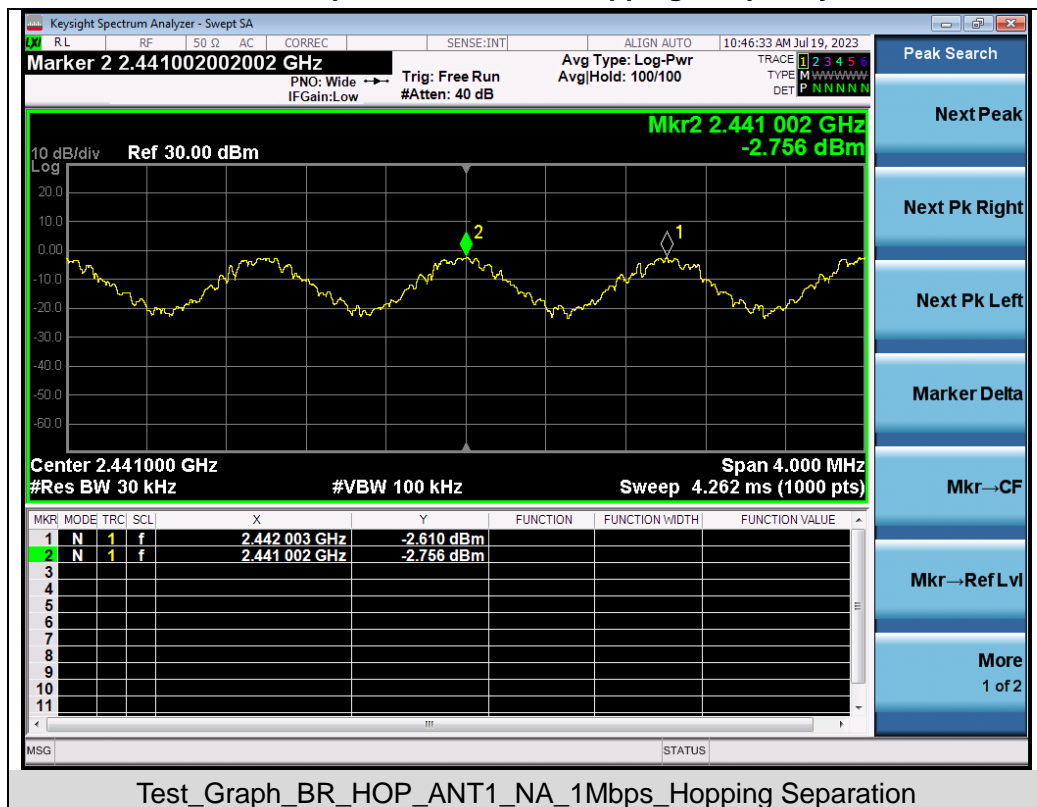 Keysight Spectrum Analyzer - Swept SA
LXI RL RF 50 Ω AC CORREC SENSE:INT ALIGN AUTO 10:46:33 AM Jul 19, 2023
Marker 2 2.441002002002 GHz
PNO: Wide
IFGain:Low
Trig: Free Run
#Atten: 40 dB
Avg Type: Log-Pwr
Avg|Hold: 100/100
TRACE 1 2 3 4 5 6
TYPE M WWWWW
DET P N N N N N
Peak Search
Next Peak
Next Pk Right
Next Pk Left
Marker Delta
Mkr→CF
Mkr→Ref Lvl
More
1 of 2
Mkr2 2.441 002 GHz
-2.756 dBm
10 dB/div Ref 30.00 dBm
Log
20.0
10.0
0.00
-10.0
-20.0
-30.0
-40.0
-50.0
-60.0
2
1
Center 2.441000 GHz Span 4.000 MHz
#Res BW 30 kHz #VBW 100 kHz Sweep 4.262 ms (1000 pts)
MKR MODE TRC SCL X Y FUNCTION FUNCTION WIDTH FUNCTION VALUE
1 N 1 f 2.442 003 GHz -2.610 dBm
2 N 1 f 2.441 002 GHz -2.756 dBm
3
4
5
6
7
8
9
10
11
MSG STATUS
Test_Graph_BR_HOP_ANT1_NA_1Mbps_Hopping Separation